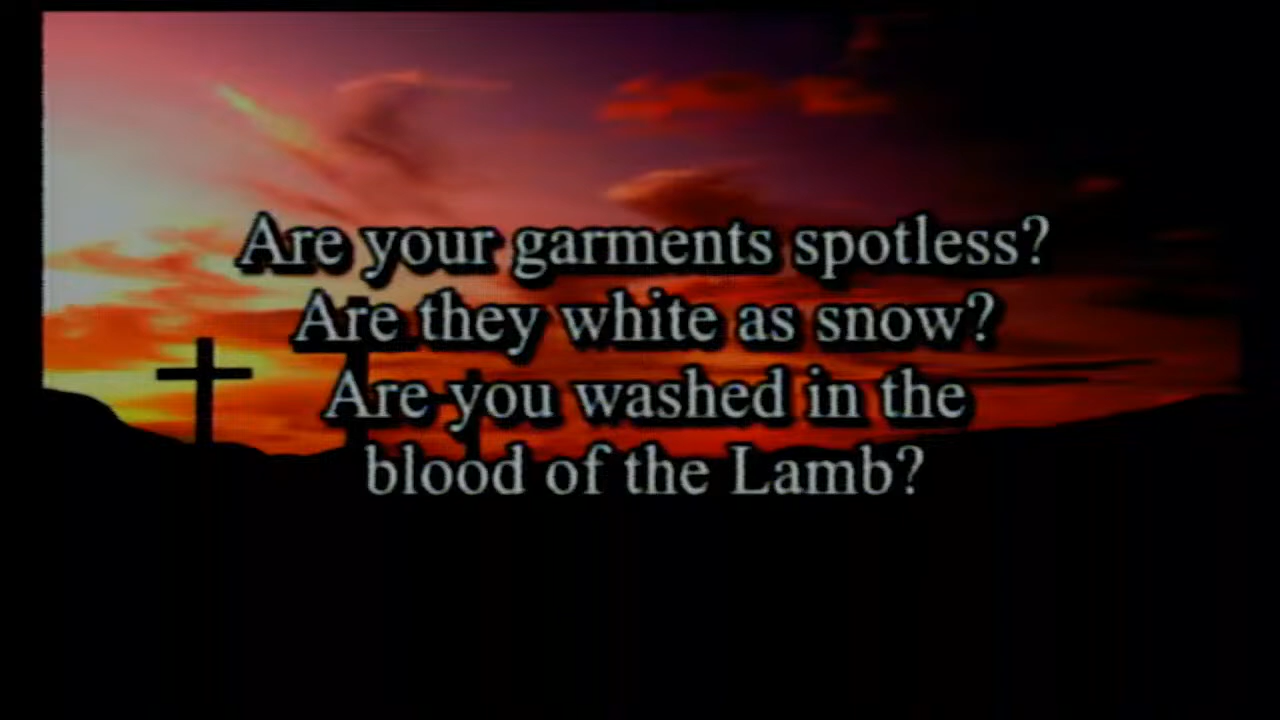 Are your garments spotless?
Are they white as snow?
Are you washed in the
blood of the Lamb?